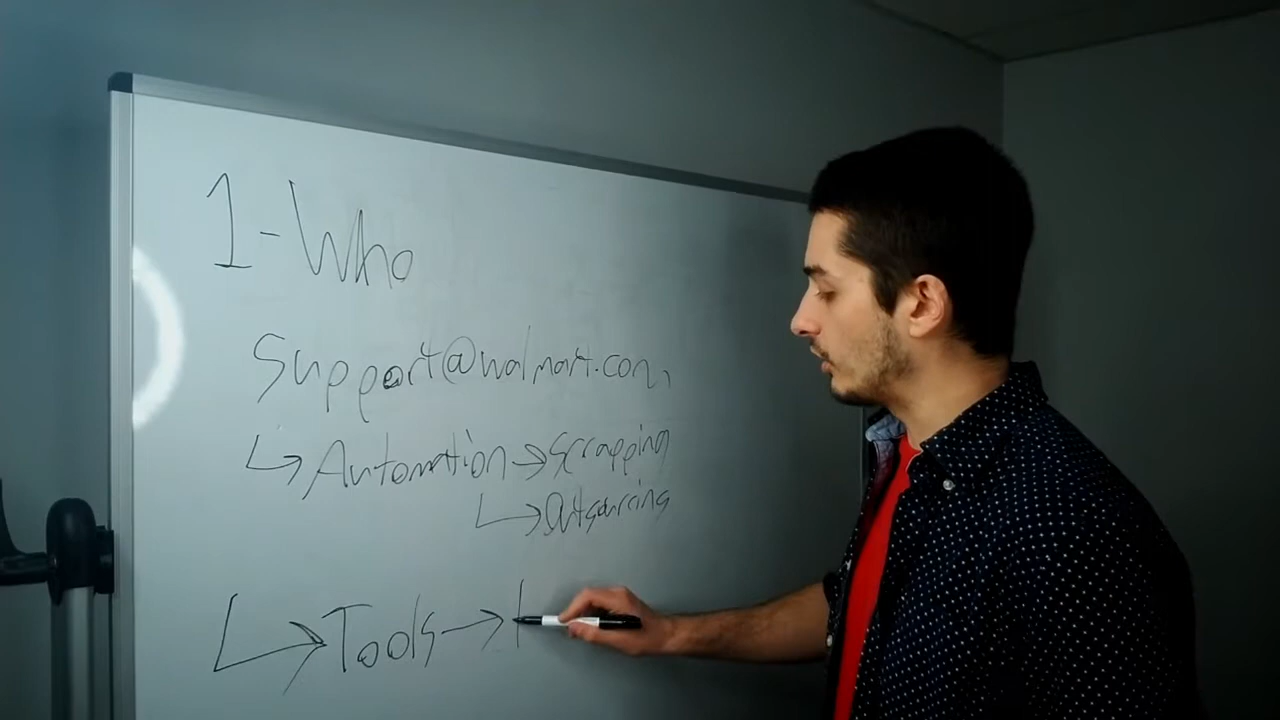 1-Who
Support@walmart.com
↳ Automation → Scrapping
↳ Outsourcing
↳ Tools →